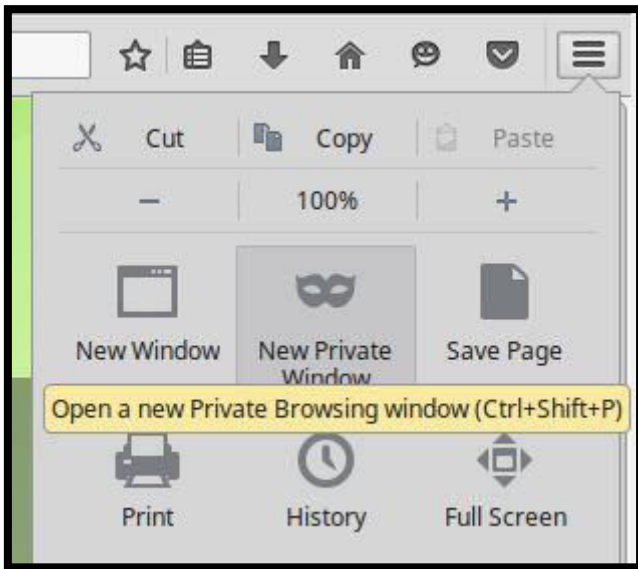 Cut Copy Paste
100%
New Window New Private Window Save Page
Open a new Private Browsing window (Ctrl+Shift+P)
Print History Full Screen